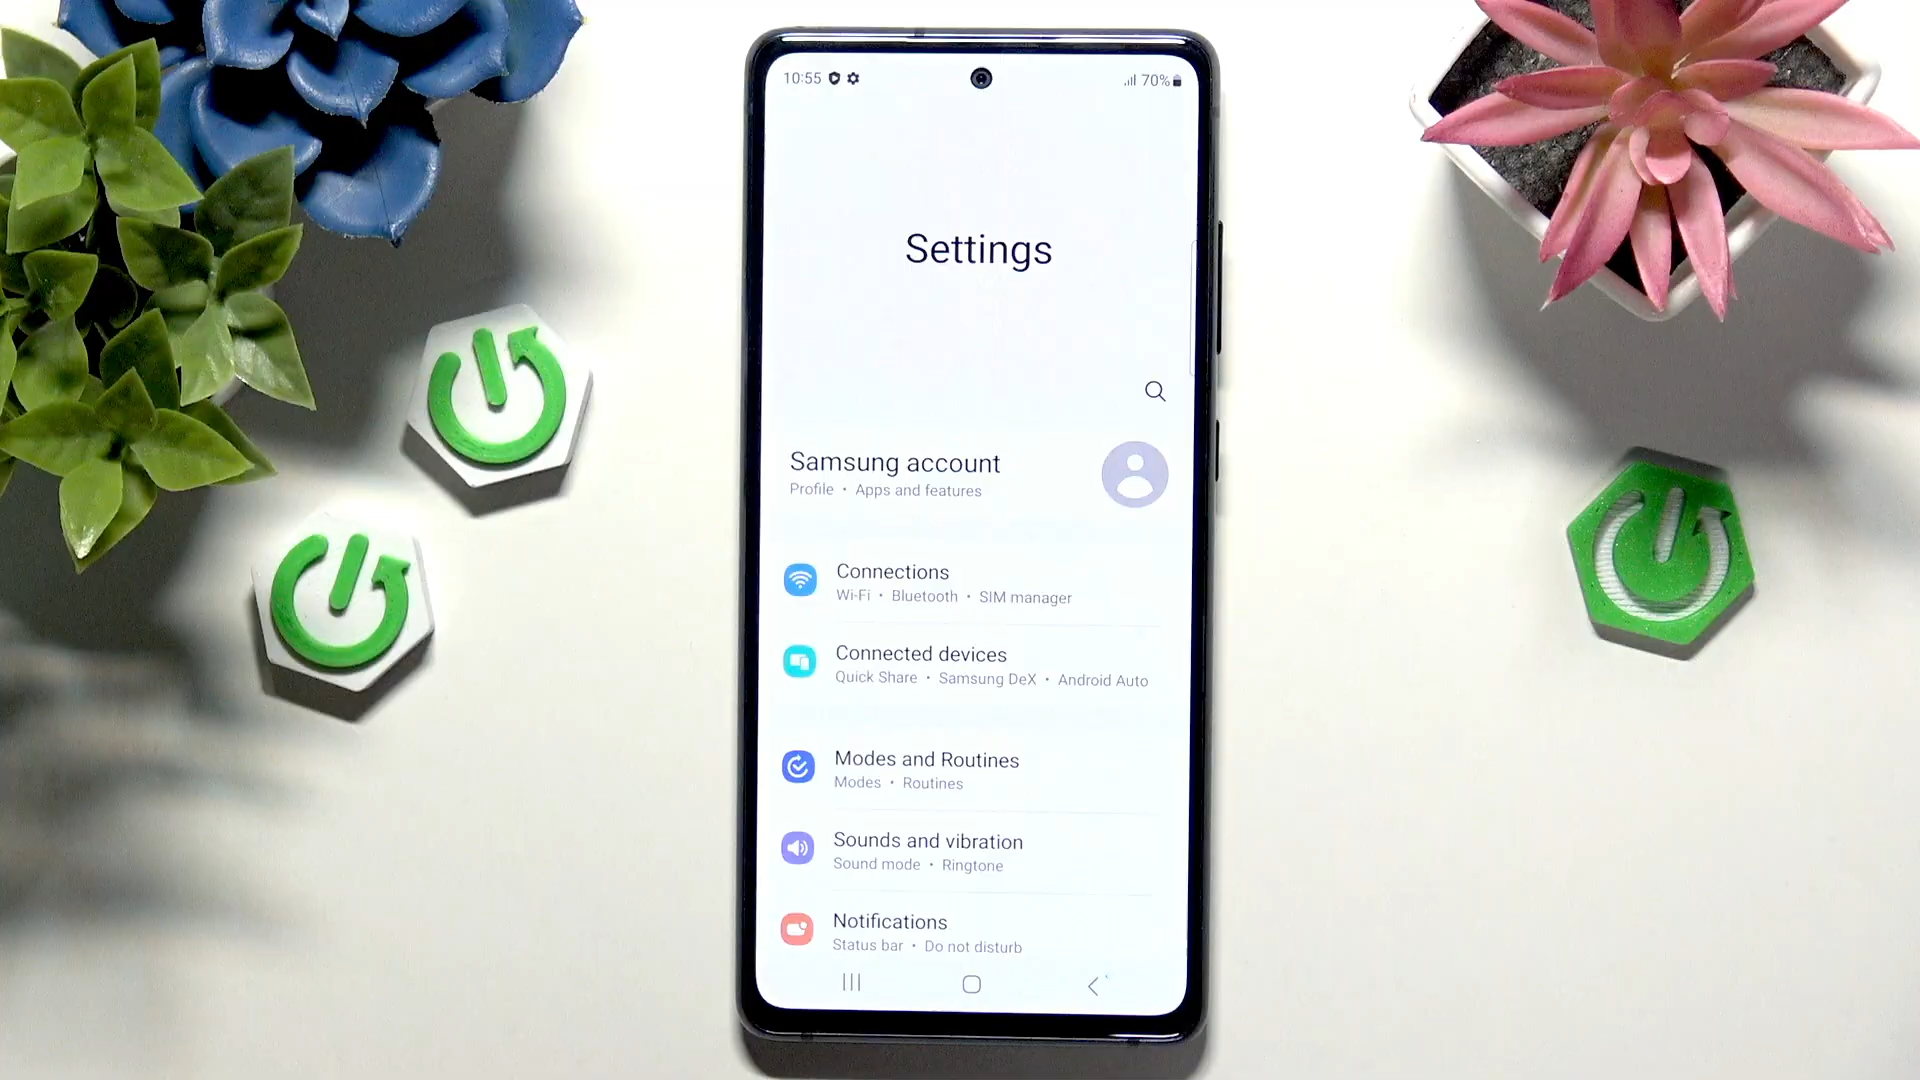 10:55
70%
Settings
Samsung account
Profile • Apps and features
Connections
Wi-Fi • Bluetooth • SIM manager
Connected devices
Quick Share • Samsung DeX • Android Auto
Modes and Routines
Modes • Routines
Sounds and vibration
Sound mode • Ringtone
Notifications
Status bar • Do not disturb